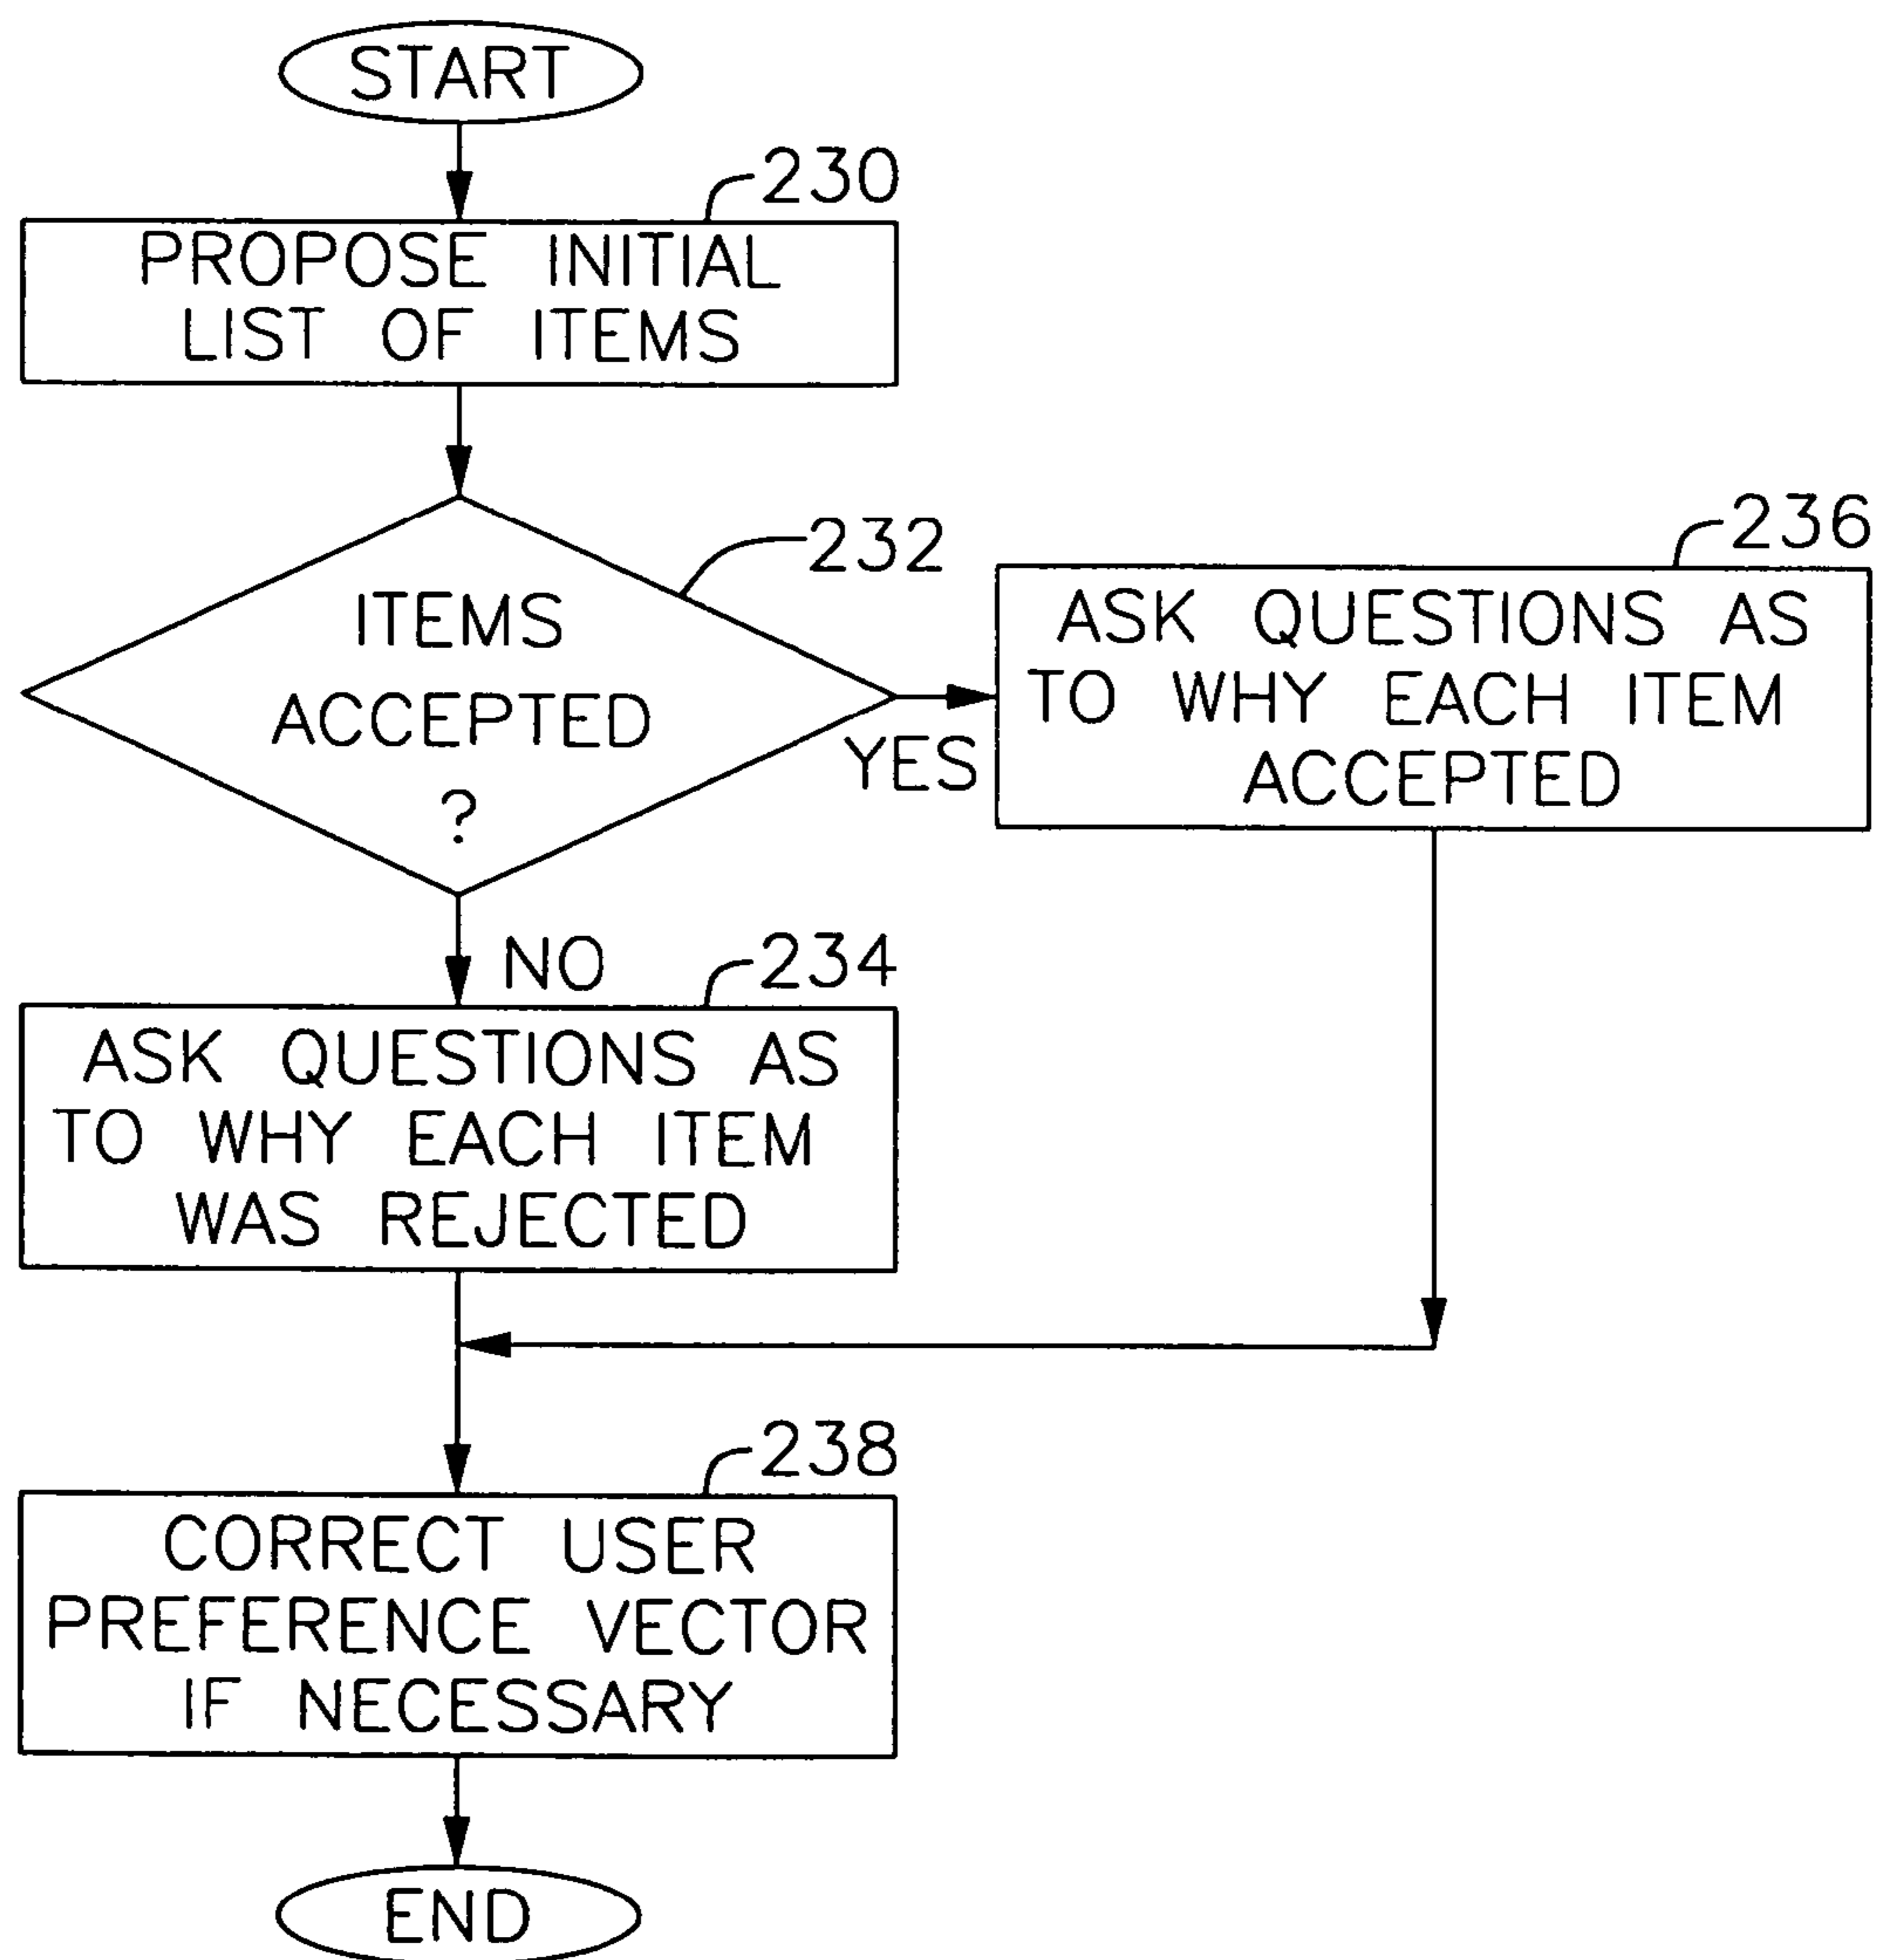 START
230
PROPOSE INITIAL
LIST OF ITEMS
232
ITEMS
ACCEPTED
?
YES
236
ASK QUESTIONS AS
TO WHY EACH ITEM
ACCEPTED
NO
234
ASK QUESTIONS AS
TO WHY EACH ITEM
WAS REJECTED
238
CORRECT USER
PREFERENCE VECTOR
IF NECESSARY
END